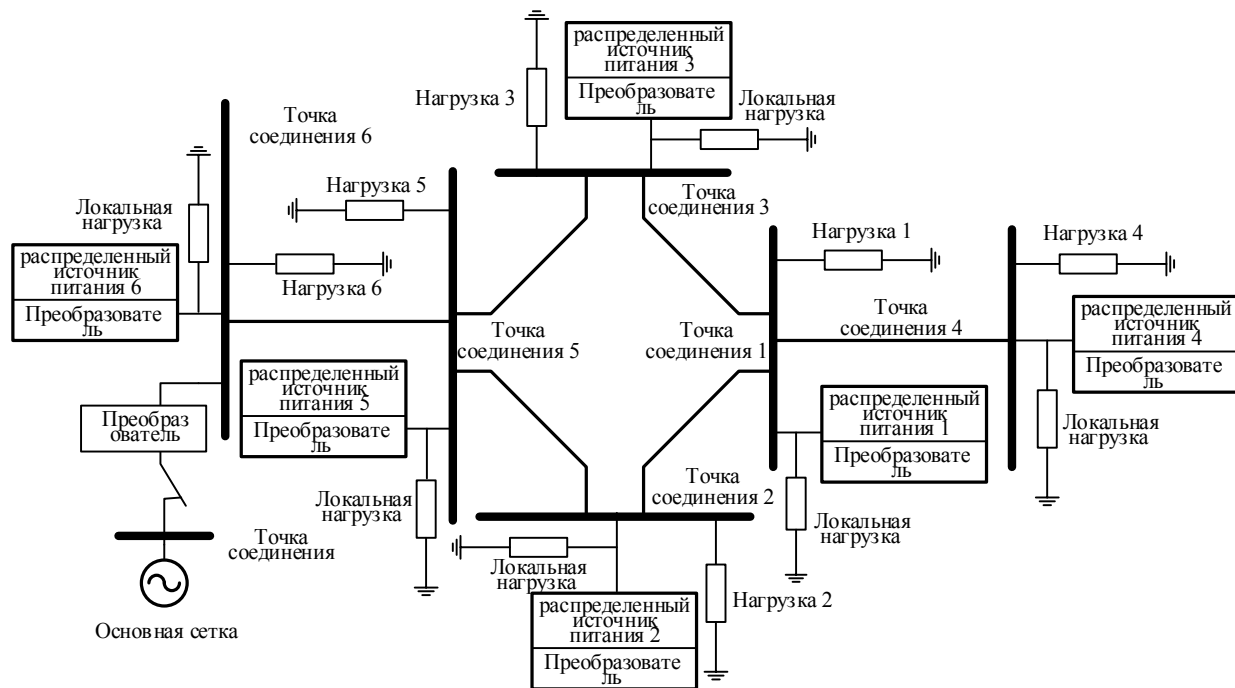 распределенный
источник
питания 3
Преобразовате
ль
Нагрузка 3
Локальная
нагрузка
Точка
соединения 6
Точка
соединения 3
Нагрузка 5
Локальная
нагрузка
распределенный
источник
питания 6
Преобразовате
ль
Нагрузка 6
Нагрузка 1
Нагрузка 4
Точка
соединения 5
Точка
соединения 1
Точка
соединения 4
распределенный
источник
питания 4
Преобразовате
ль
распределенный
источник
питания 5
Преобразовате
ль
Преобраз
ователь
распределенный
источник
питания 1
Преобразовате
ль
Локальная
нагрузка
Точка
соединения 2
Локальная
нагрузка
Локальная
нагрузка
Точка
соединения
Локальная
нагрузка
распределенный
источник
питания 2
Преобразовате
ль
Нагрузка 2
Основная сетка